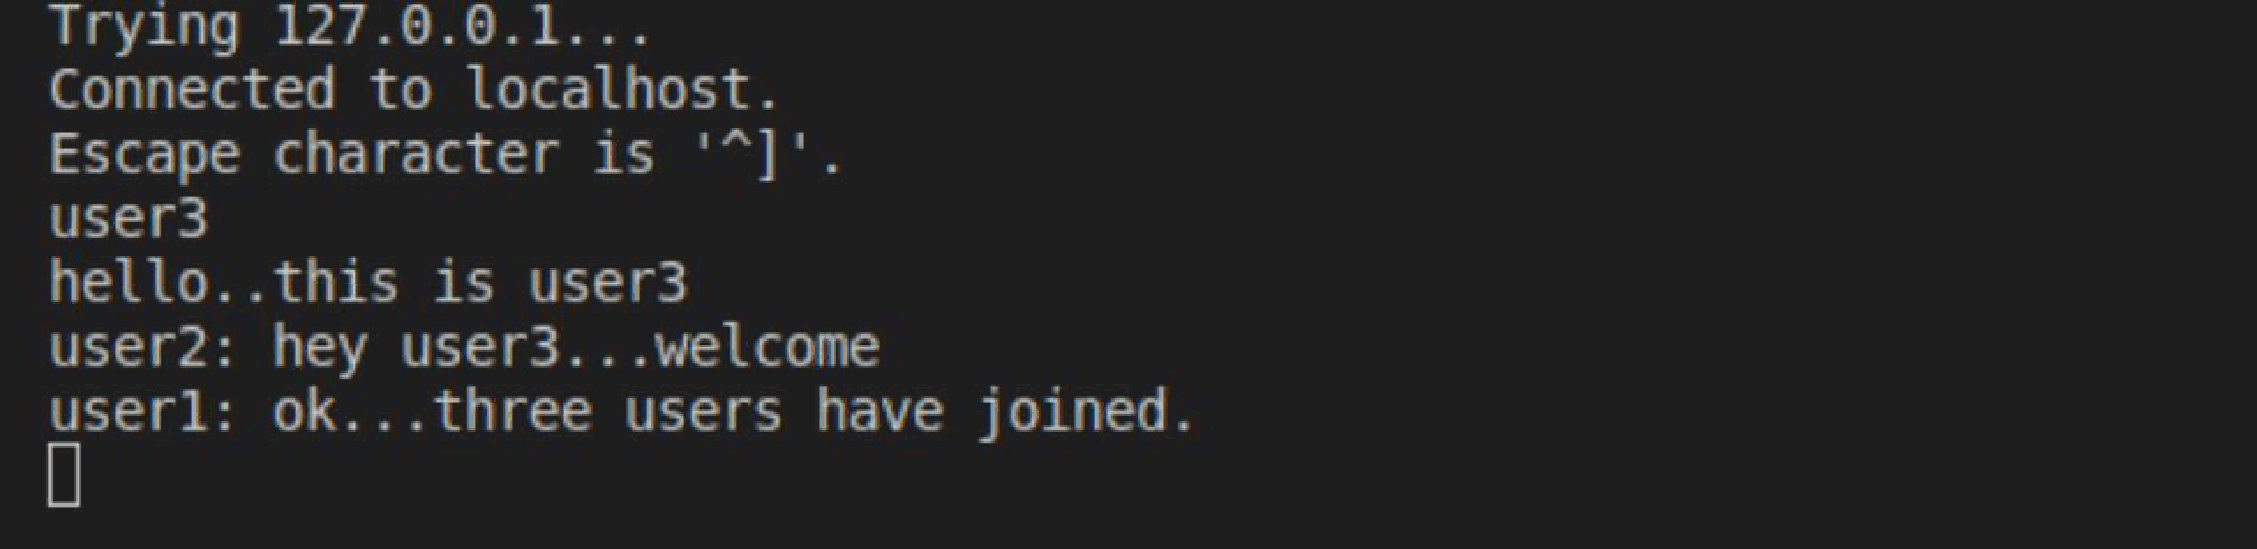 Trying 127.0.0.1...
Connected to localhost.
Escape character is '^]'.
user3
hello..this is user3
user2: hey user3...welcome
user1: ok...three users have joined.